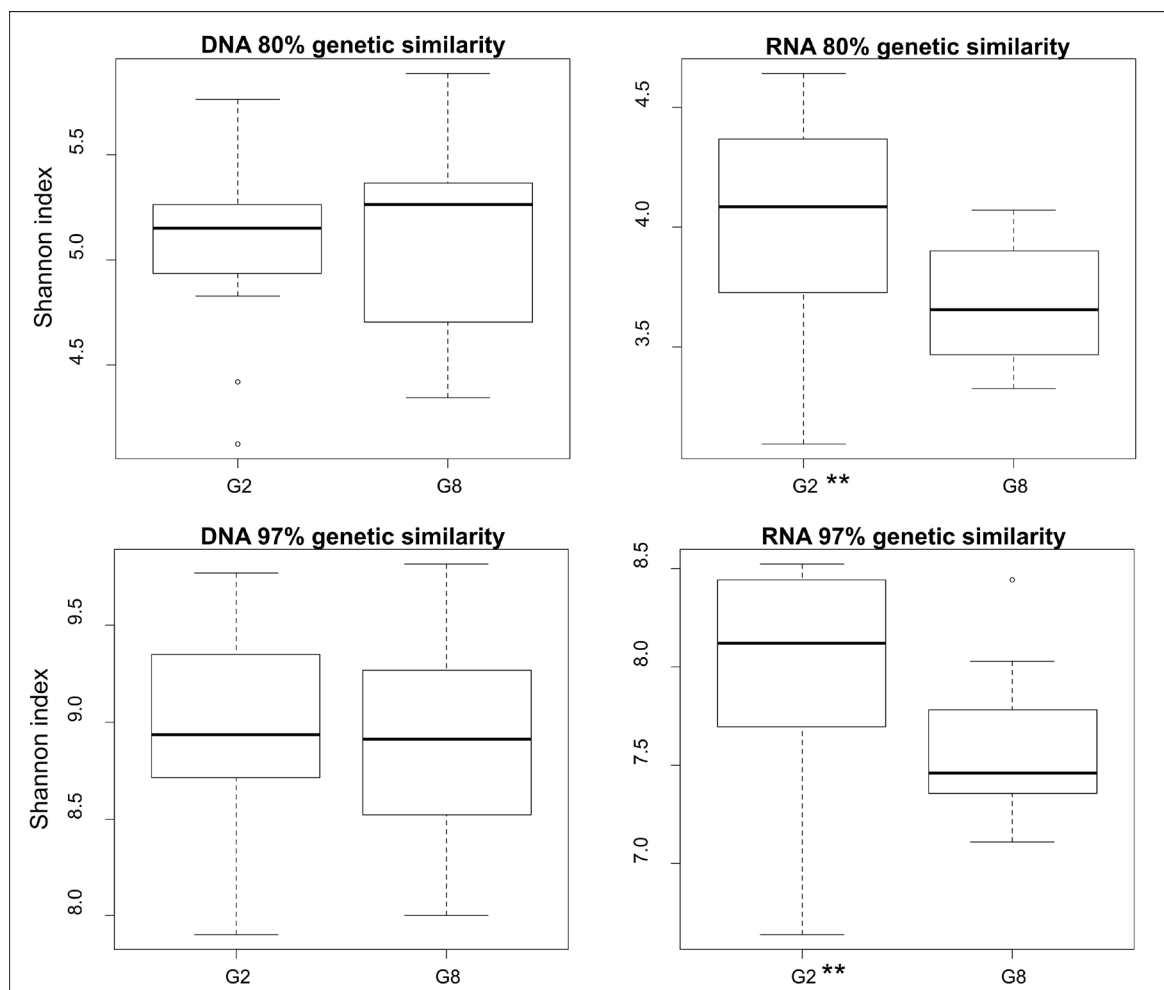 DNA 80% genetic similarity
Shannon index
5.5
5.0
4.5
G2
G8
RNA 80% genetic similarity
4.5
4.0
3.5
G2 **
G8
DNA 97% genetic similarity
Shannon index
9.5
9.0
8.5
8.0
G2
G8
RNA 97% genetic similarity
8.5
8.0
7.5
7.0
G2 **
G8